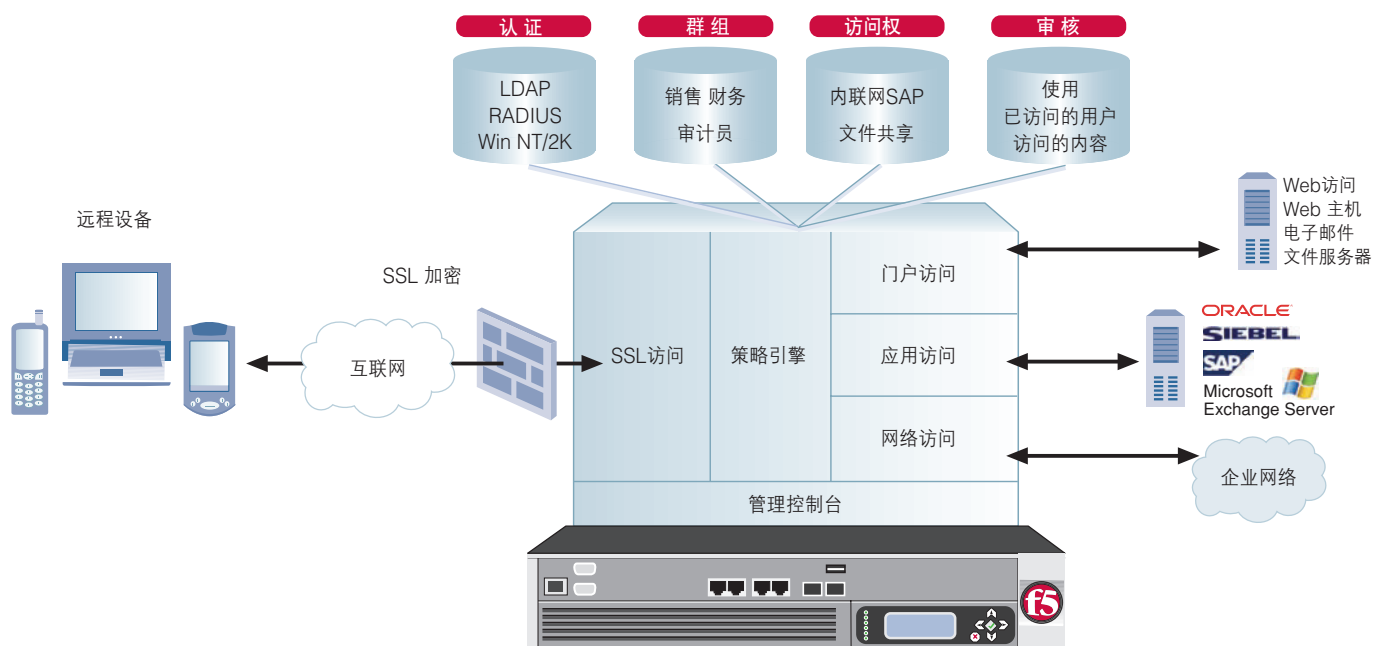 认证
群组
访问权
审核
LDAP
RADIUS
Win NT/2K
销售 财务
审计员
内联网SAP
文件共享
使用
已访问的用户
访问的内容
远程设备
SSL 加密
互联网
SSL访问
策略引擎
门户访问
应用访问
网络访问
管理控制台
Web访问
Web 主机
电子邮件
文件服务器
ORACLE
SIEBEL
SAP
Microsoft
Exchange Server
企业网络
f5